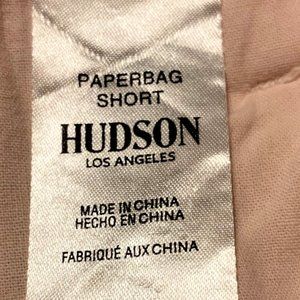 PAPERBAG
SHORT
HUDSON
LOS ANGELES
MADE IN CHINA
HECHO EN CHINA
FABRIQUÉ AUX CHINA